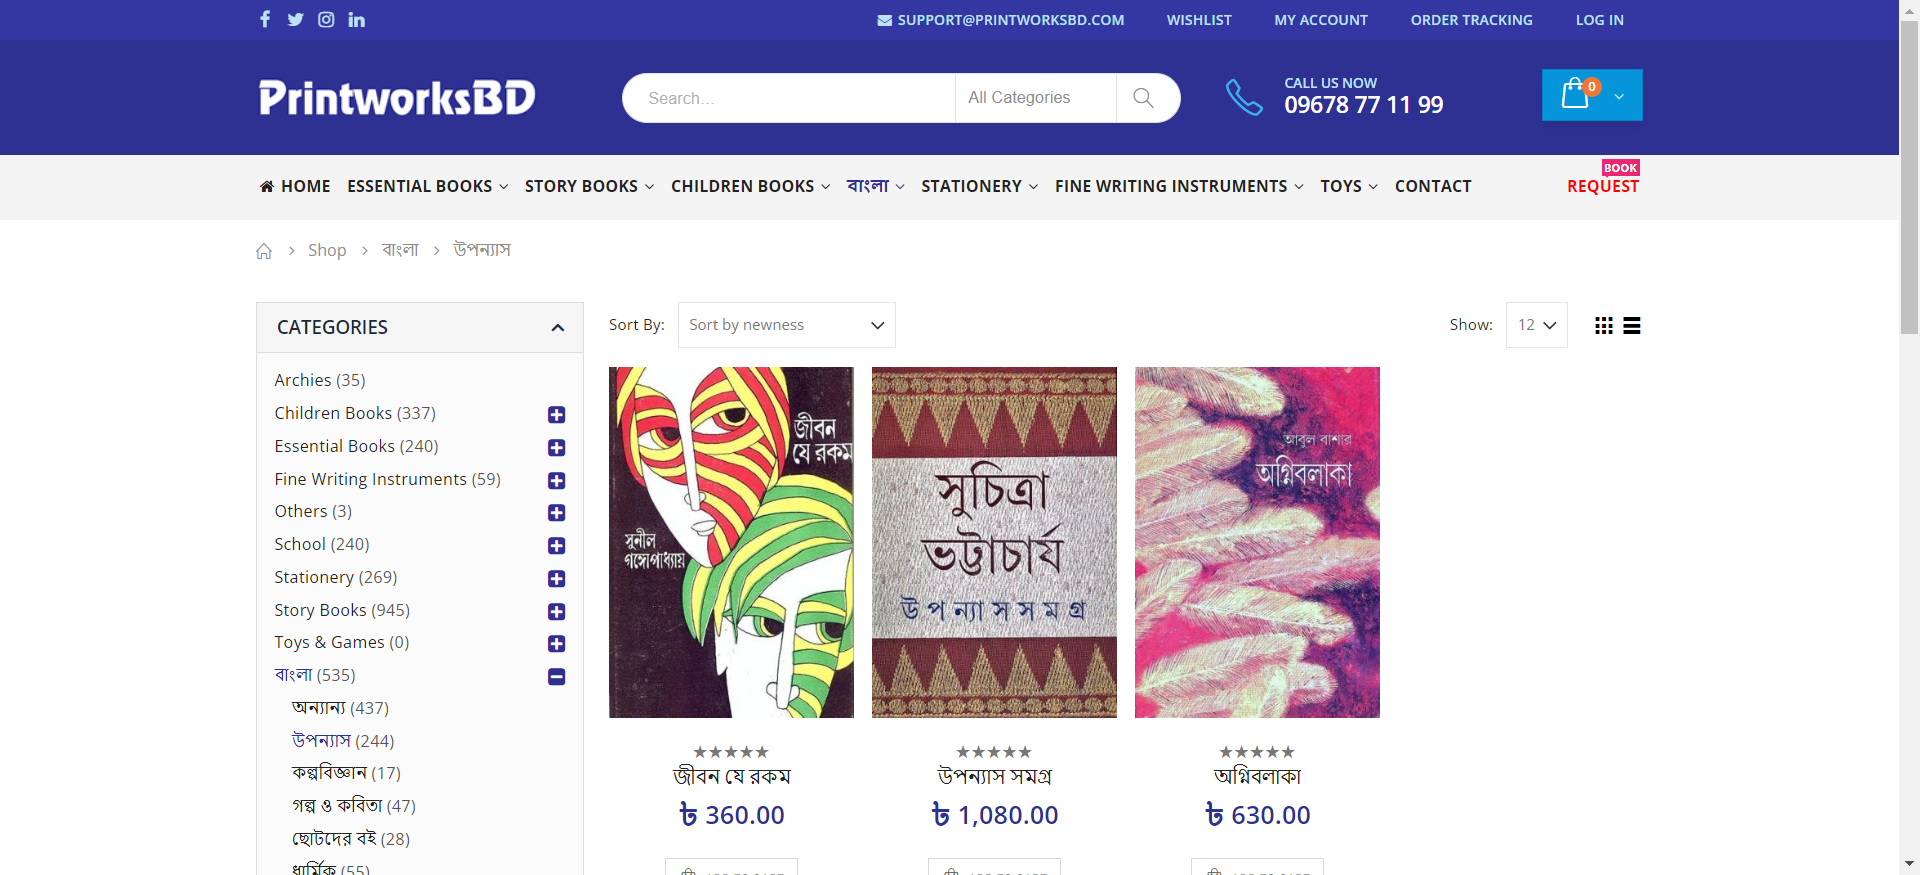 SUPPORT@PRINTWORKSBD.COM WISHLIST MY ACCOUNT ORDER TRACKING LOG IN
PrintworksBD
Search...
All Categories
CALL US NOW
09678 77 11 99
0
HOME ESSENTIAL BOOKS STORY BOOKS CHILDREN BOOKS বাংলা STATIONERY FINE WRITING INSTRUMENTS TOYS CONTACT
BOOK
REQUEST
Shop > বাংলা > উপন্যাস
CATEGORIES
Archies (35)
Children Books (337)
Essential Books (240)
Fine Writing Instruments (59)
Others (3)
School (240)
Stationery (269)
Story Books (945)
Toys & Games (0)
বাংলা (535)
অন্যান্য (437)
উপন্যাস (244)
কল্পবিজ্ঞান (17)
গল্প ও কবিতা (47)
ছোটদের বই (28)
ধার্মিক (55)
Sort By: Sort by newness
Show: 12
জীবন
যে রকম
সুনীল
গঙ্গোপাধ্যায়
সুচিত্রা
ভট্টাচার্য
উপন্যাসসমগ্র
আবুল বাশার
অগ্নিবলাকা
জীবন যে রকম
৳ 360.00
উপন্যাস সমগ্র
৳ 1,080.00
অগ্নিবলাকা
৳ 630.00